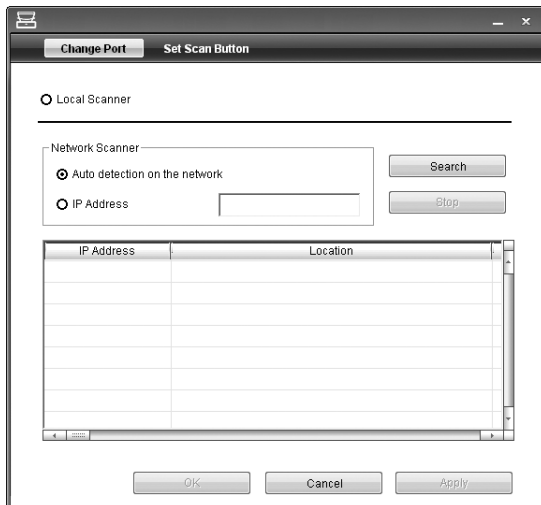 Change Port Set Scan Button
Local Scanner
Network Scanner
Auto detection on the network
IP Address
Search
Stop
IP Address Location
OK Cancel Apply